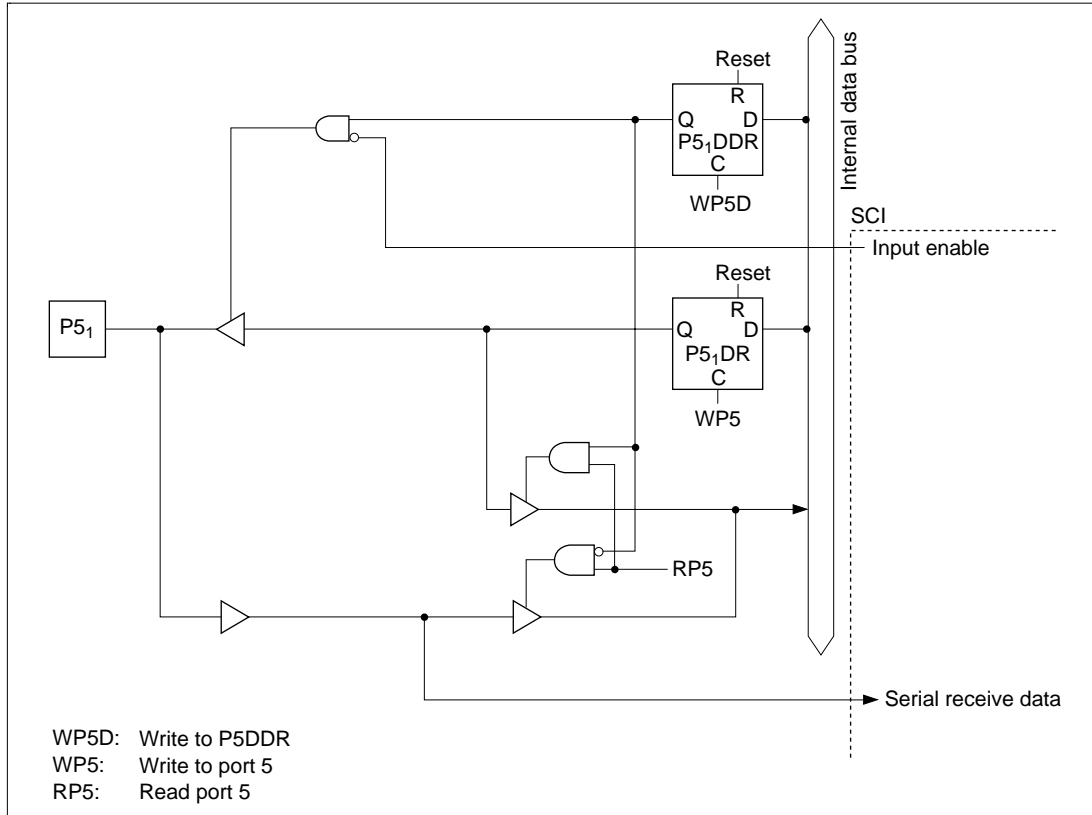 Reset
R
Q D
P5₁DDR
C
WP5D
Internal data bus
SCI
Input enable
Reset
R
P5₁
Q D
P5₁DR
C
WP5
RP5
Serial receive data
WP5D: Write to P5DDR
WP5: Write to port 5
RP5: Read port 5